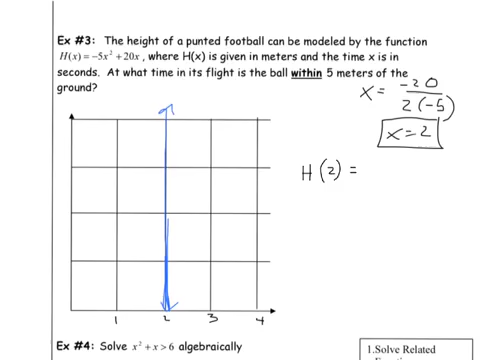 Ex #3: The height of a punted football can be modeled by the function
H(x) = -5x² + 20x, where H(x) is given in meters and the time x is in
seconds. At what time in its flight is the ball within 5 meters of the
ground?
x = -20 / 2(-5)
x = 2
H(2) =
1 2 3 4
Ex #4: Solve x² + x > 6 algebraically
1.Solve Related